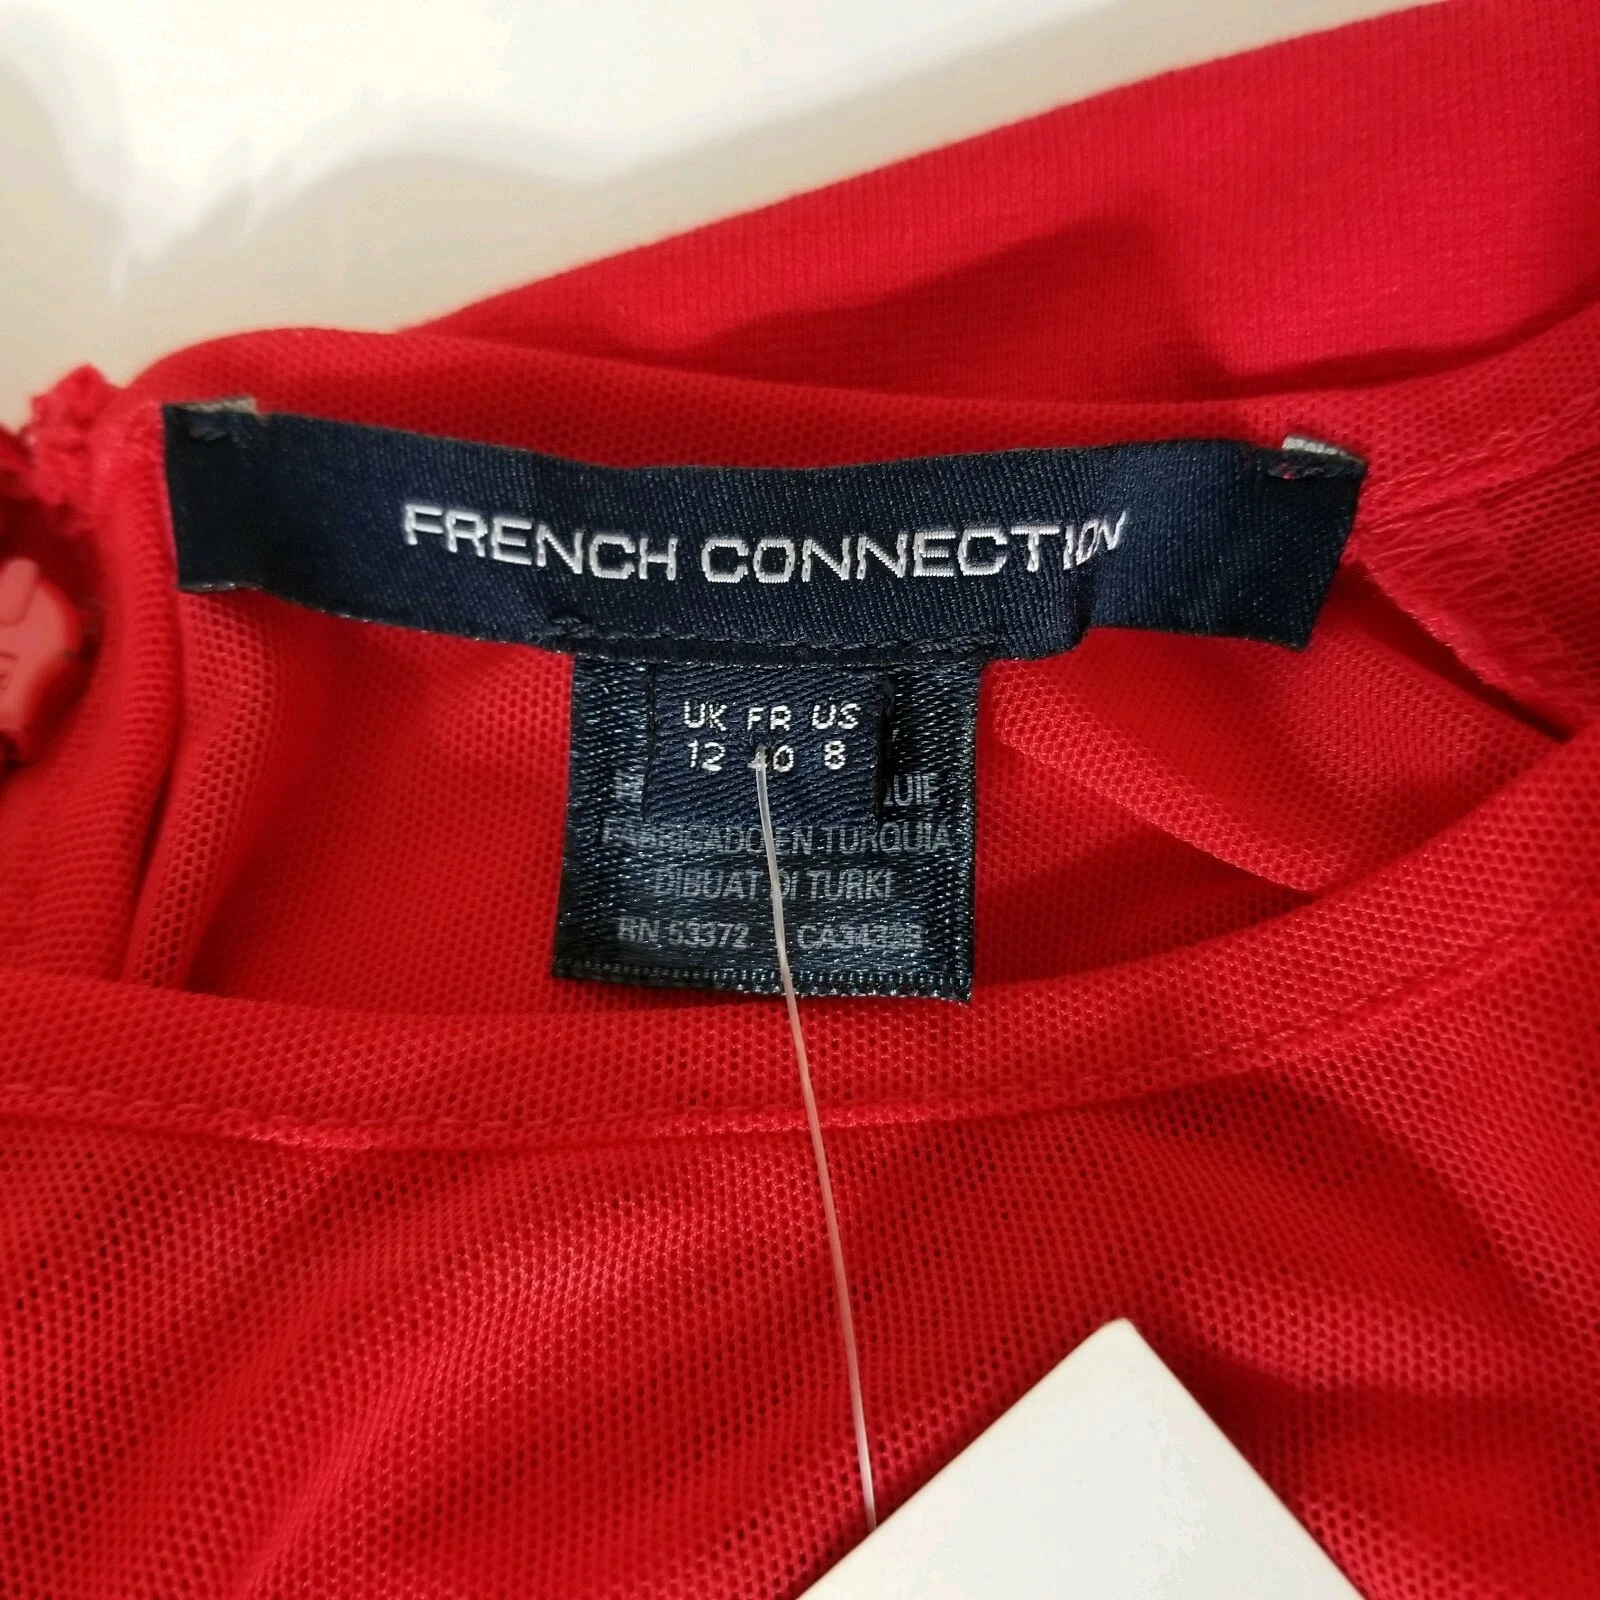 FRENCH CONNECTION
UK FR US
12 40 8
FABRICADO EN TURQUIA
DIBUAT DI TURKI
RN 53372